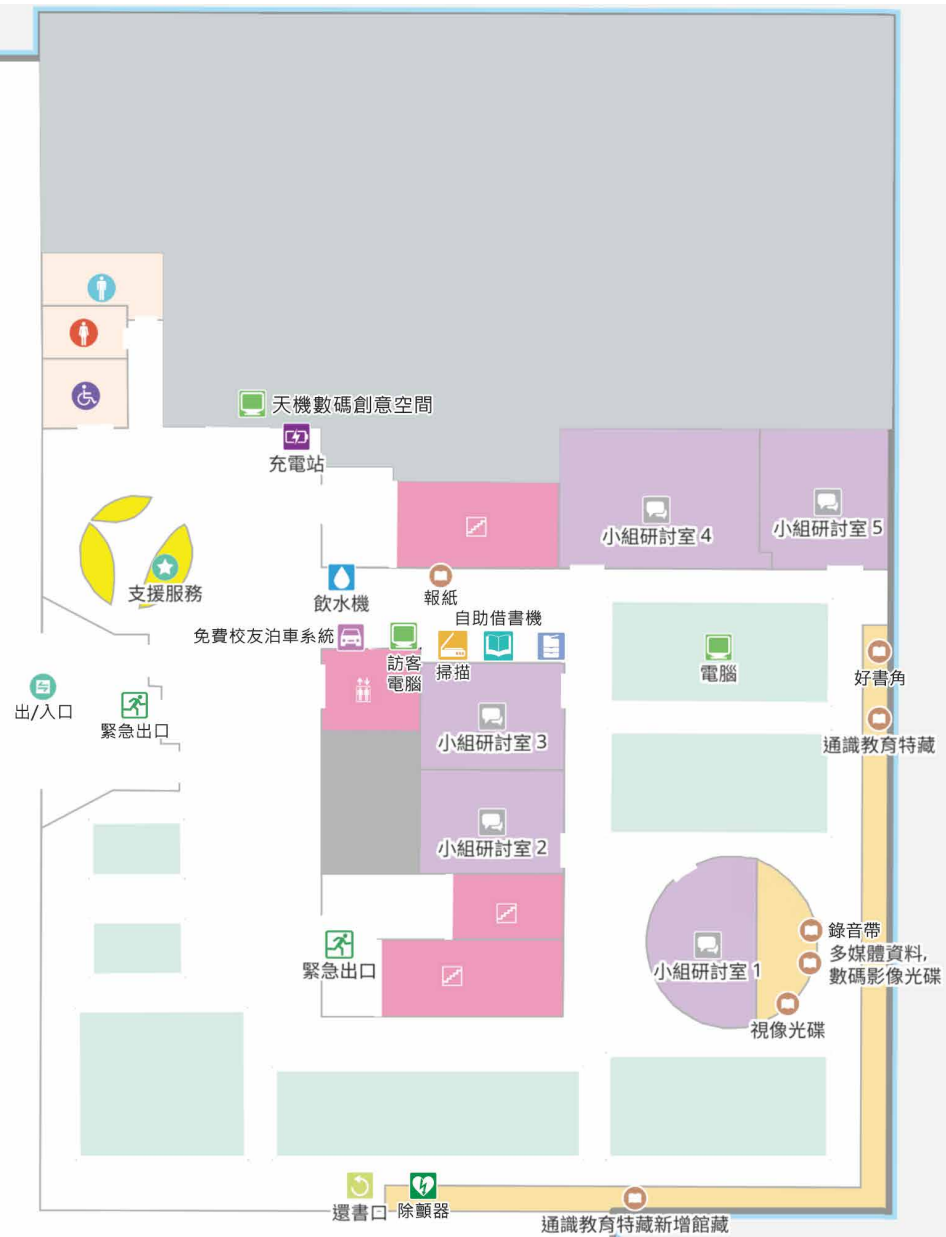 天機數碼創意空間
充電站
小組研討室 4
小組研討室 5
支援服務
飲水機
報紙
自助借書機
免費校友泊車系統
訪客
電腦
掃描
電腦
好書角
出/入口
緊急出口
小組研討室 3
通識教育特藏
小組研討室 2
錄音帶
多媒體資料,
數碼影像光碟
緊急出口
小組研討室 1
視像光碟
還書口
除顫器
通識教育特藏新增館藏